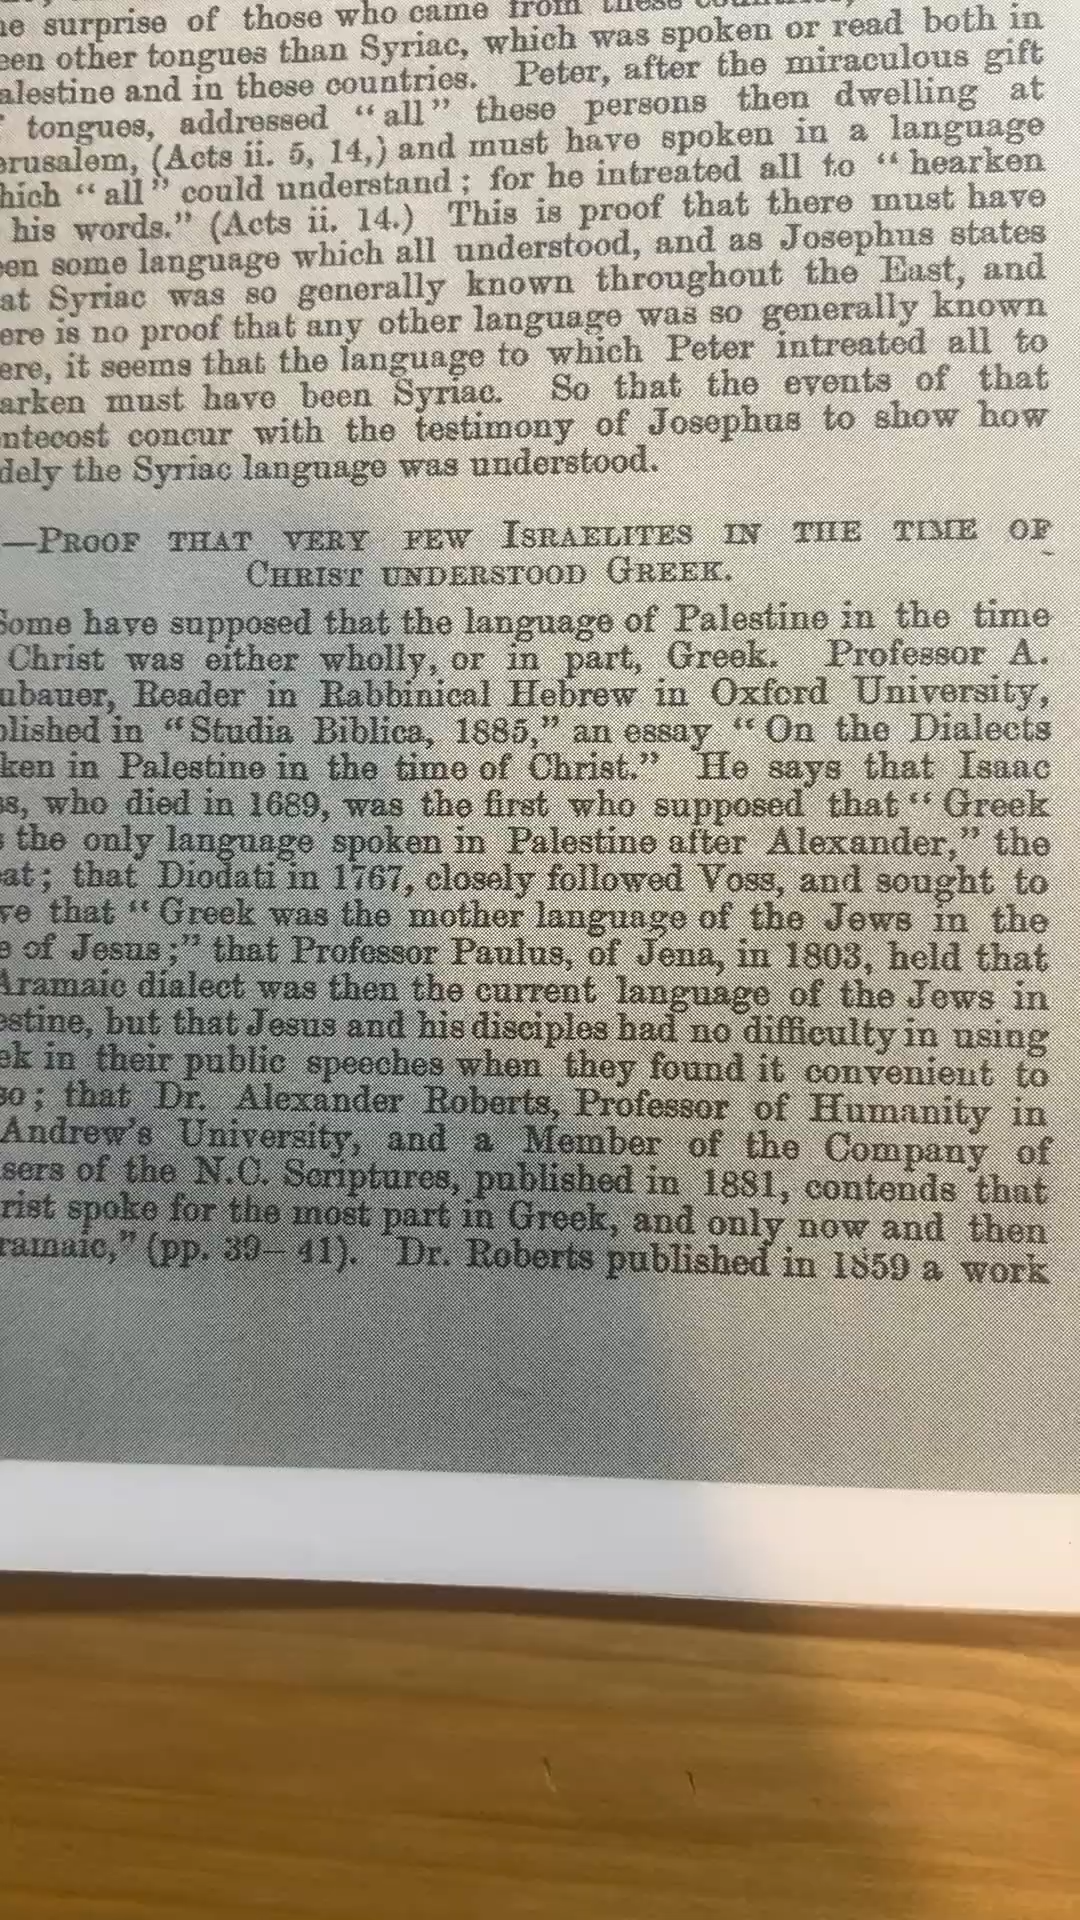 ne surprise of those who came from these
een other tongues than Syriac, which was spoken or read both in
alestine and in these countries. Peter, after the miraculous gift
tongues, addressed “all” these persons then dwelling at
erusalem, (Acts ii. 5, 14,) and must have spoken in a language
hich “all” could understand; for he intreated all to “hearken
his words.” (Acts ii. 14.) This is proof that there must have
en some language which all understood, and as Josephus states
at Syriac was so generally known throughout the East, and
ere is no proof that any other language was so generally known
ere, it seems that the language to which Peter intreated all to
arken must have been Syriac. So that the events of that
ntecost concur with the testimony of Josephus to show how
dely the Syriac language was understood.
—PROOF THAT VERY FEW ISRAELITES IN THE TIME OF
CHRIST UNDERSTOOD GREEK.
Some have supposed that the language of Palestine in the time
Christ was either wholly, or in part, Greek. Professor A.
ubauer, Reader in Rabbinical Hebrew in Oxford University,
blished in “Studia Biblica, 1885,” an essay “On the Dialects
ken in Palestine in the time of Christ.” He says that Isaac
ss, who died in 1689, was the first who supposed that “Greek
s the only language spoken in Palestine after Alexander,” the
eat; that Diodati in 1767, closely followed Voss, and sought to
ve that “Greek was the mother language of the Jews in the
e of Jesus;” that Professor Paulus, of Jena, in 1803, held that
Aramaic dialect was then the current language of the Jews in
estine, but that Jesus and his disciples had no difficulty in using
ek in their public speeches when they found it convenient to
so; that Dr. Alexander Roberts, Professor of Humanity in
Andrew’s University, and a Member of the Company of
sers of the N.C. Scriptures, published in 1881, contends that
rist spoke for the most part in Greek, and only now and then
ramaic,” (pp. 39–41). Dr. Roberts published in 1859 a work